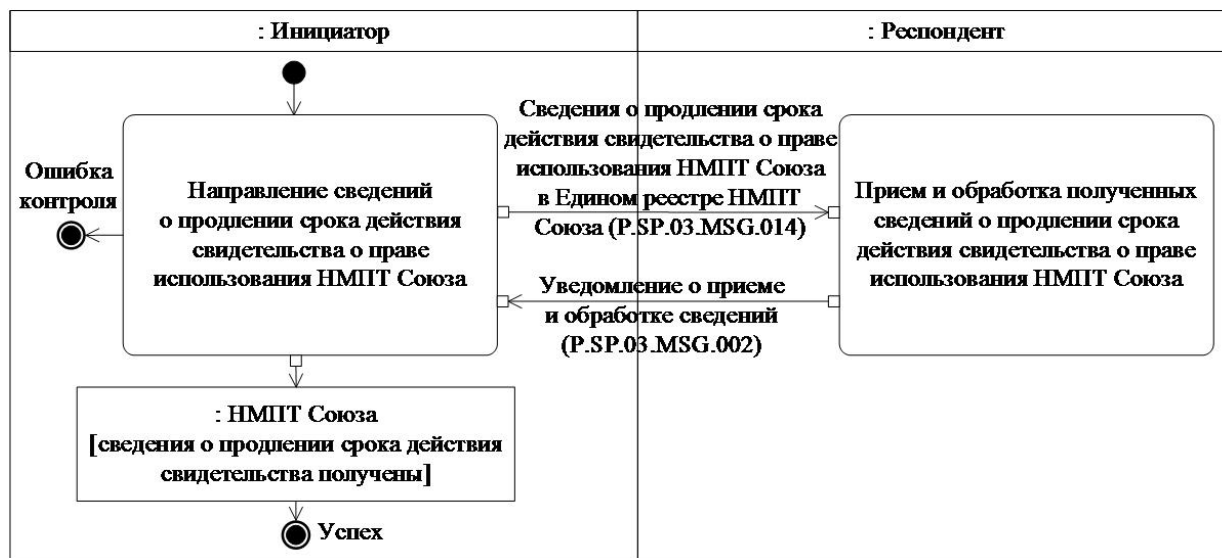 : Инициатор
: Респондент
Сведения о продлении срока
действия свидетельства о праве
использования НМПТ Союза
в Едином реестре НМПТ
Союза (P.SP.03.MSG.014)
Ошибка
контроля
Направление сведений
о продлении срока действия
свидетельства о праве
использования НМПТ Союза
Прием и обработка полученных
сведений о продлении срока
действия свидетельства о праве
использования НМПТ Союза
Уведомление о приеме
и обработке сведений
(P.SP.03.MSG.002)
: НМПТ Союза
[сведения о продлении срока действия
свидетельства получены]
Успех